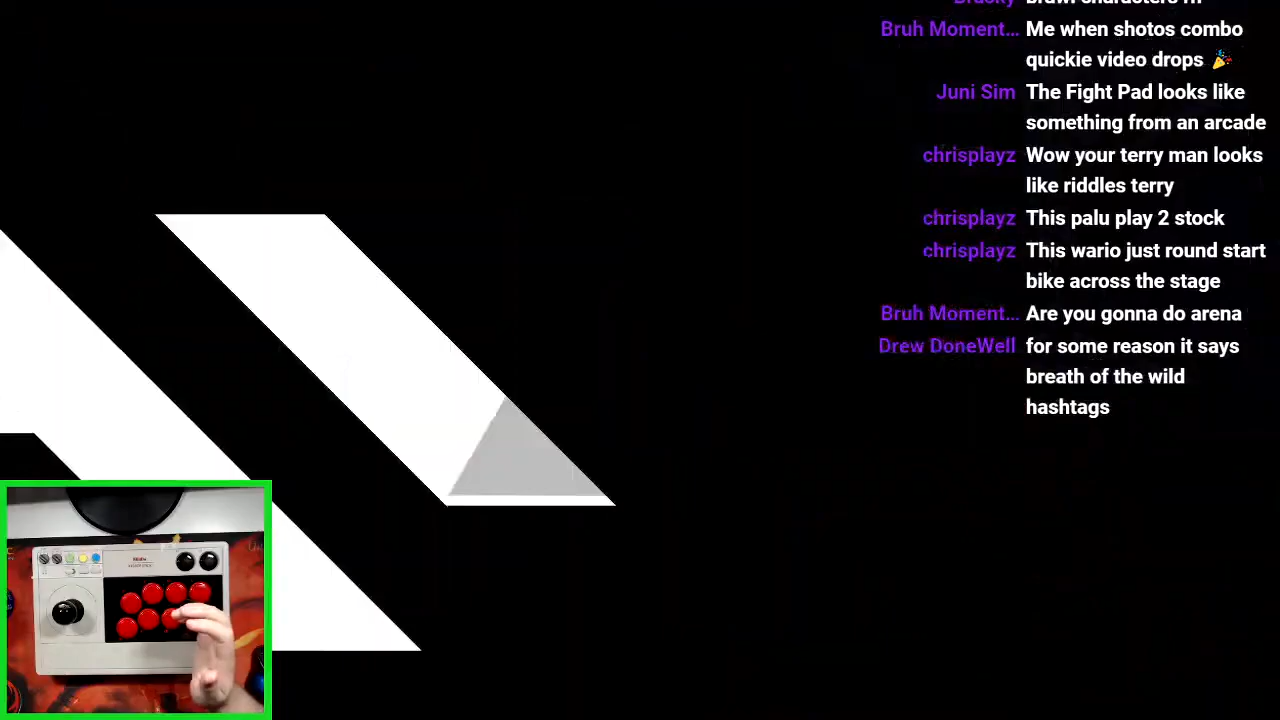 Bruh Moment… Me when shotos combo
quickie video drops 🎉
Juni Sim The Fight Pad looks like
something from an arcade
chrisplayz Wow your terry man looks
like riddles terry
chrisplayz This palu play 2 stock
chrisplayz This wario just round start
bike across the stage
Bruh Moment… Are you gonna do arena
Drew DoneWell for some reason it says
breath of the wild
hashtags